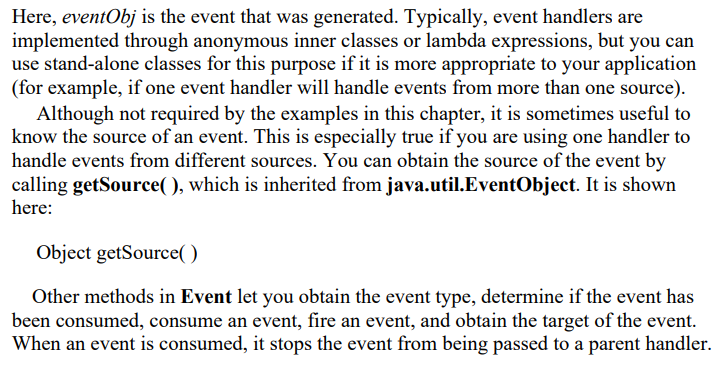 Here, eventObj is the event that was generated. Typically, event handlers are
implemented through anonymous inner classes or lambda expressions, but you can
use stand-alone classes for this purpose if it is more appropriate to your application
(for example, if one event handler will handle events from more than one source).
Although not required by the examples in this chapter, it is sometimes useful to
know the source of an event. This is especially true if you are using one handler to
handle events from different sources. You can obtain the source of the event by
calling getSource( ), which is inherited from java.util.EventObject. It is shown
here:
Object getSource( )
Other methods in Event let you obtain the event type, determine if the event has
been consumed, consume an event, fire an event, and obtain the target of the event.
When an event is consumed, it stops the event from being passed to a parent handler.